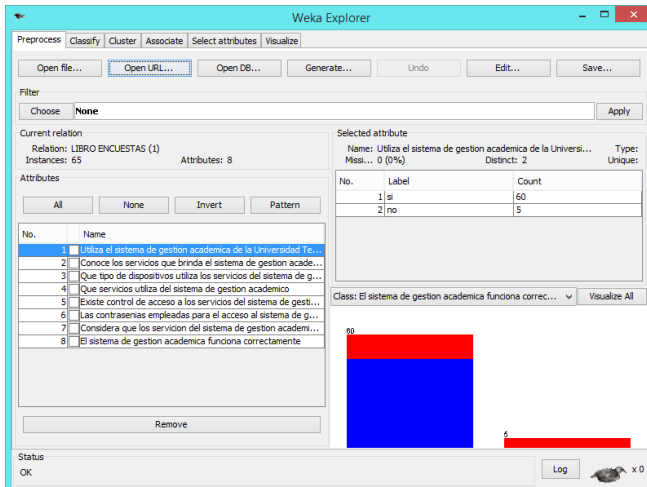 Weka Explorer
Preprocess Classify Cluster Associate Select attributes Visualize
Open file... Open URL... Open DB... Generate... Undo Edit... Save...
Filter
Choose None Apply
Current relation
Relation: LIBRO ENCUESTAS (1)
Instances: 65 Attributes: 8
Attributes
All None Invert Pattern
No. Name
1 Utiliza el sistema de gestion academica de la Universidad Te...
2 Conoce los servicios que brinda el sistema de gestion acade...
3 Que tipo de dispositivos utiliza los servicios del sistema de g...
4 Que servicios utiliza del sistema de gestion academico
5 Existe control de acceso a los servicios del sistema de gesti...
6 Las contrasenias empleadas para el acceso al sistema de g...
7 Considera que los servicion del sistema de gestion academi...
8 El sistema de gestion academica funciona correctamente
Remove
Selected attribute
Name: Utiliza el sistema de gestion academica de la Universi... Type:
Missi... 0 (0%) Distinct: 2 Unique:
No. Label Count
1 si 60
2 no 5
Class: El sistema de gestion academica funciona correc... Visualize All
60
5
Status
OK
Log x 0